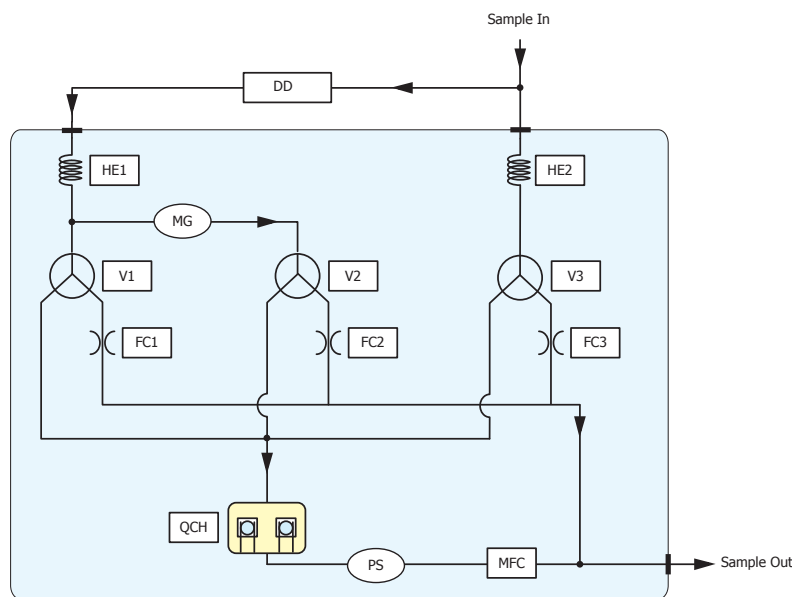 Sample In
DD
HE1
HE2
MG
V1
V2
V3
FC1
FC2
FC3
QCH
PS
MFC
Sample Out